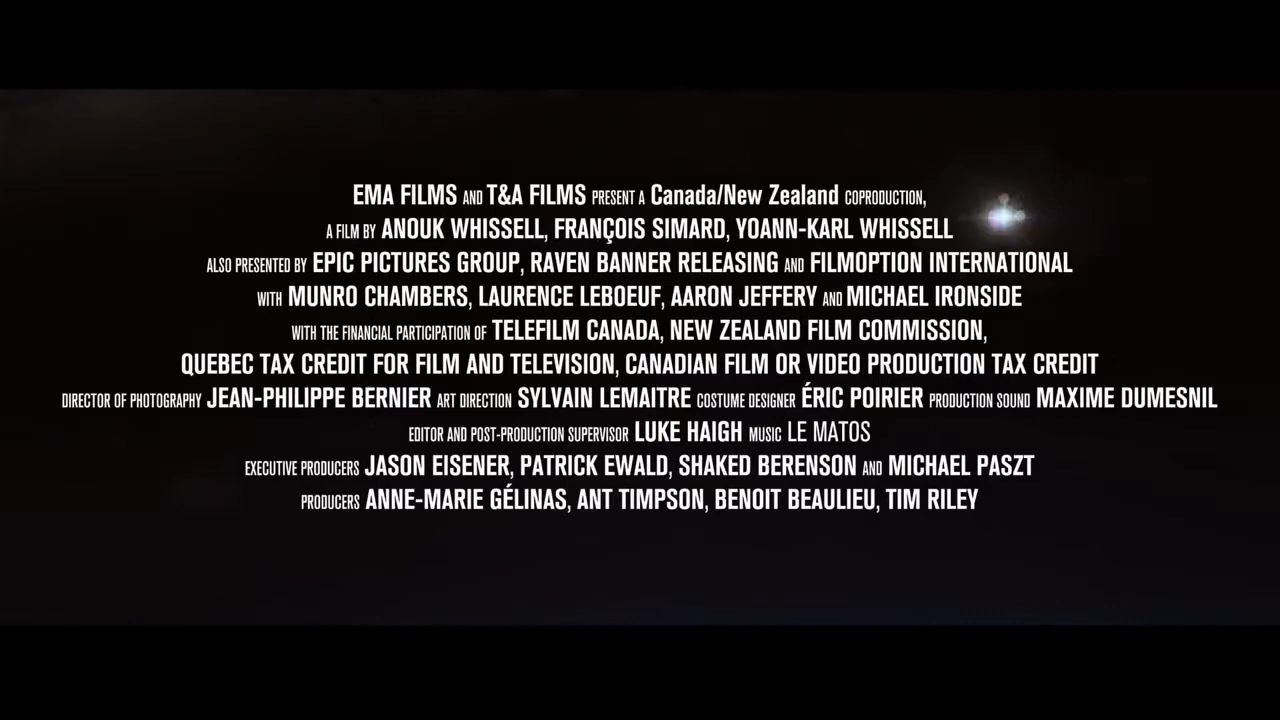 EMA FILMS AND T&A FILMS PRESENT A Canada/New Zealand COPRODUCTION,
A FILM BY ANOUK WHISSELL, FRANÇOIS SIMARD, YOANN-KARL WHISSELL
ALSO PRESENTED BY EPIC PICTURES GROUP, RAVEN BANNER RELEASING AND FILMOPTION INTERNATIONAL
WITH MUNRO CHAMBERS, LAURENCE LEBOEUF, AARON JEFFERY AND MICHAEL IRONSIDE
WITH THE FINANCIAL PARTICIPATION OF TELEFILM CANADA, NEW ZEALAND FILM COMMISSION,
QUEBEC TAX CREDIT FOR FILM AND TELEVISION, CANADIAN FILM OR VIDEO PRODUCTION TAX CREDIT
DIRECTOR OF PHOTOGRAPHY JEAN-PHILIPPE BERNIER ART DIRECTION SYLVAIN LEMAITRE COSTUME DESIGNER ÉRIC POIRIER PRODUCTION SOUND MAXIME DUMESNIL
EDITOR AND POST-PRODUCTION SUPERVISOR LUKE HAIGH MUSIC LE MATOS
EXECUTIVE PRODUCERS JASON EISENER, PATRICK EWALD, SHAKED BERENSON AND MICHAEL PASZT
PRODUCERS ANNE-MARIE GÉLINAS, ANT TIMPSON, BENOIT BEAULIEU, TIM RILEY